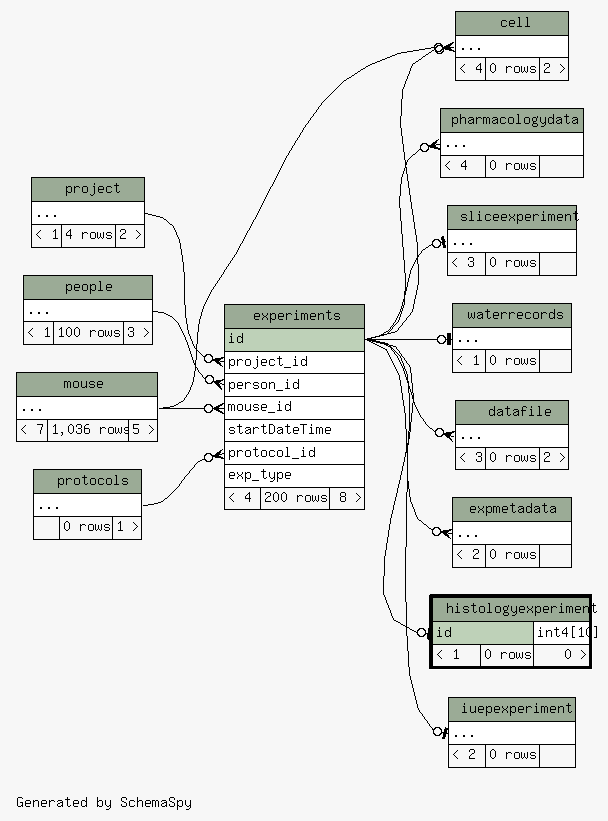 cell
...
< 4 0 rows 2 >
pharmacologydata
...
< 4 0 rows
project
...
< 1 4 rows 2 >
sliceexperiment
...
< 3 0 rows
people
...
< 1 100 rows 3 >
experiments
id
project_id
person_id
mouse_id
startDateTime
protocol_id
exp_type
< 4 200 rows 8 >
waterrecords
...
< 1 0 rows
mouse
...
< 7 1,036 rows 5 >
datafile
...
< 3 0 rows 2 >
protocols
...
0 rows 1 >
expmetadata
...
< 2 0 rows
histologyexperiment
id int4[10]
< 1 0 rows 0 >
iuepexperiment
...
< 2 0 rows
Generated by SchemaSpy